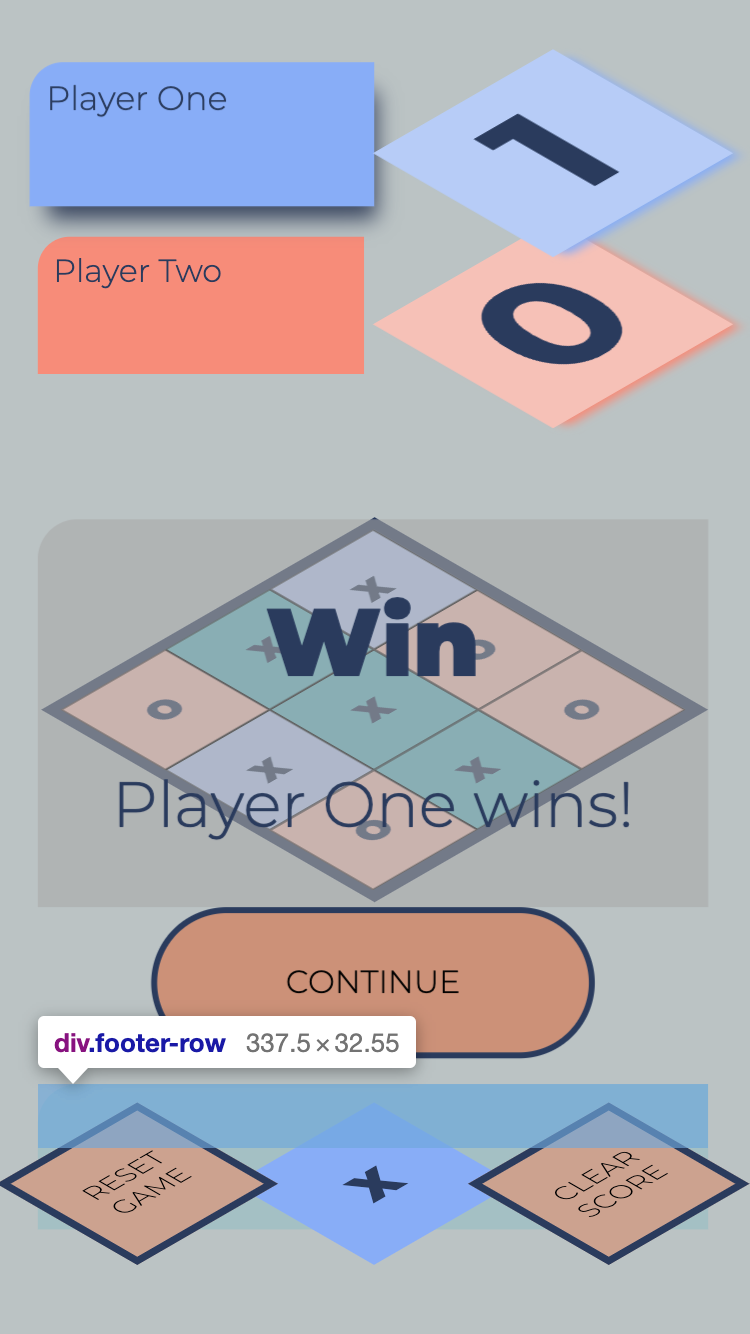 Player One
1
Player Two
0
X
X O
O X O
X X
O
Win
Player One wins!
CONTINUE
div.footer-row 337.5 × 32.55
RESET
GAME
X
CLEAR
SCORE